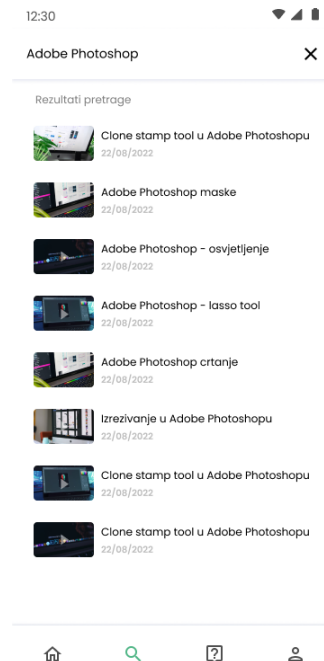 12:30
Adobe Photoshop
Rezultati pretrage
Clone stamp tool u Adobe Photoshopu
22/08/2022
Adobe Photoshop maske
22/08/2022
Adobe Photoshop - osvjetljenje
22/08/2022
Adobe Photoshop - lasso tool
22/08/2022
Adobe Photoshop crtanje
22/08/2022
Izrezivanje u Adobe Photoshopu
22/08/2022
Clone stamp tool u Adobe Photoshopu
22/08/2022
Clone stamp tool u Adobe Photoshopu
22/08/2022